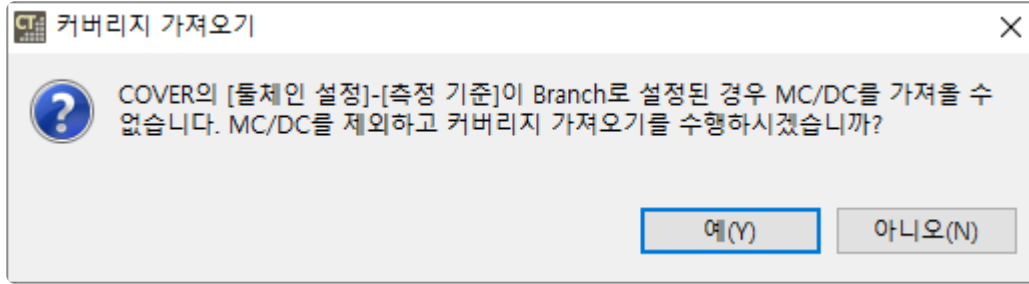 CT 커버리지 가져오기
COVER의 [툴체인 설정]-[측정 기준]이 Branch로 설정된 경우 MC/DC를 가져올 수
없습니다. MC/DC를 제외하고 커버리지 가져오기를 수행하시겠습니까?
예(Y) 아니오(N)